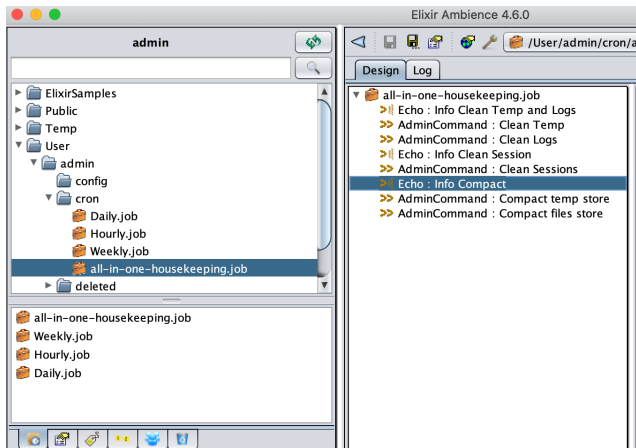 Elixir Ambience 4.6.0
admin
ElixirSamples
Public
Temp
User
admin
config
cron
Daily.job
Hourly.job
Weekly.job
all-in-one-housekeeping.job
deleted
all-in-one-housekeeping.job
Weekly.job
Hourly.job
Daily.job
/User/admin/cron/a
Design Log
all-in-one-housekeeping.job
Echo : Info Clean Temp and Logs
AdminCommand : Clean Temp
AdminCommand : Clean Logs
Echo : Info Clean Session
AdminCommand : Clean Sessions
Echo : Info Compact
AdminCommand : Compact temp store
AdminCommand : Compact files store